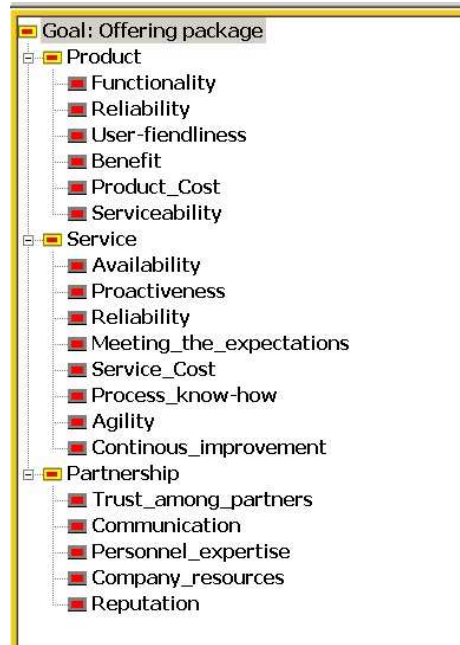 Goal: Offering package
Product
Functionality
Reliability
User-fiendliness
Benefit
Product_Cost
Serviceability
Service
Availability
Proactiveness
Reliability
Meeting_the_expectations
Service_Cost
Process_know-how
Agility
Continous_improvement
Partnership
Trust_among_partners
Communication
Personnel_expertise
Company_resources
Reputation